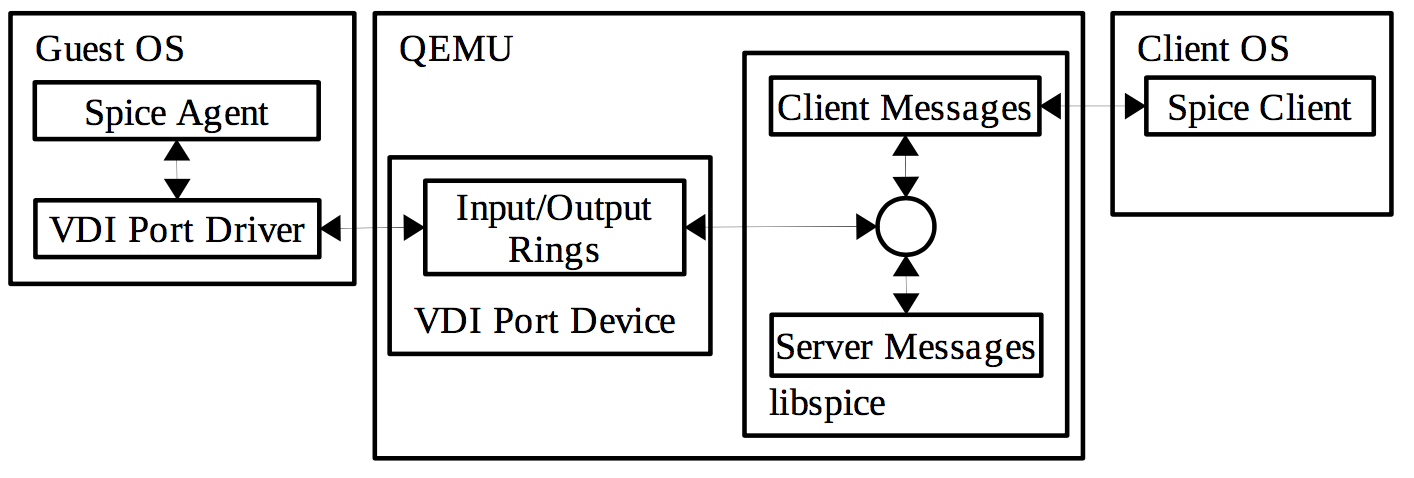 Guest OS
Spice Agent
VDI Port Driver
QEMU
Input/Output
Rings
VDI Port Device
Client Messages
Server Messages
libspice
Client OS
Spice Client